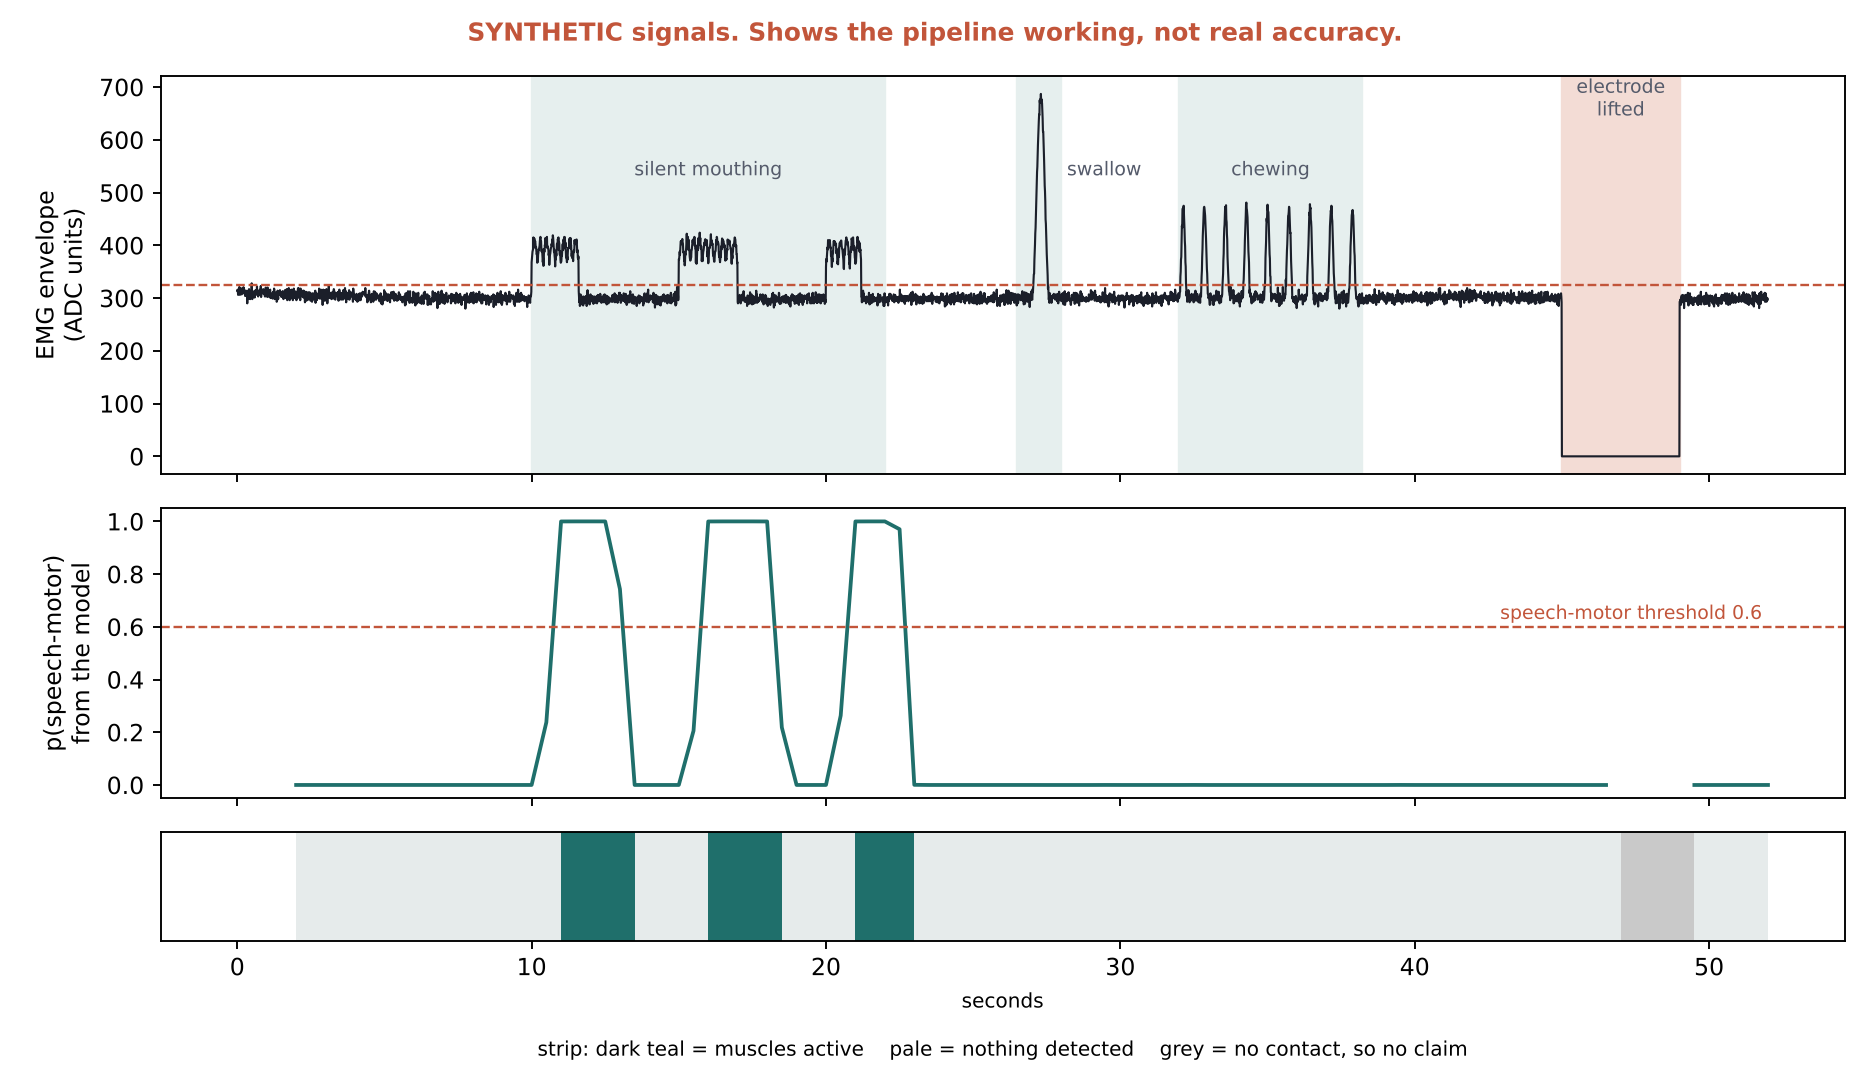 SYNTHETIC signals. Shows the pipeline working, not real accuracy.
EMG envelope
(ADC units)
700
600
500
400
300
200
100
0
silent mouthing
swallow
chewing
electrode
lifted
p(speech-motor)
from the model
1.0
0.8
0.6
0.4
0.2
0.0
speech-motor threshold 0.6
0 10 20 30 40 50
seconds
strip: dark teal = muscles active pale = nothing detected grey = no contact, so no claim